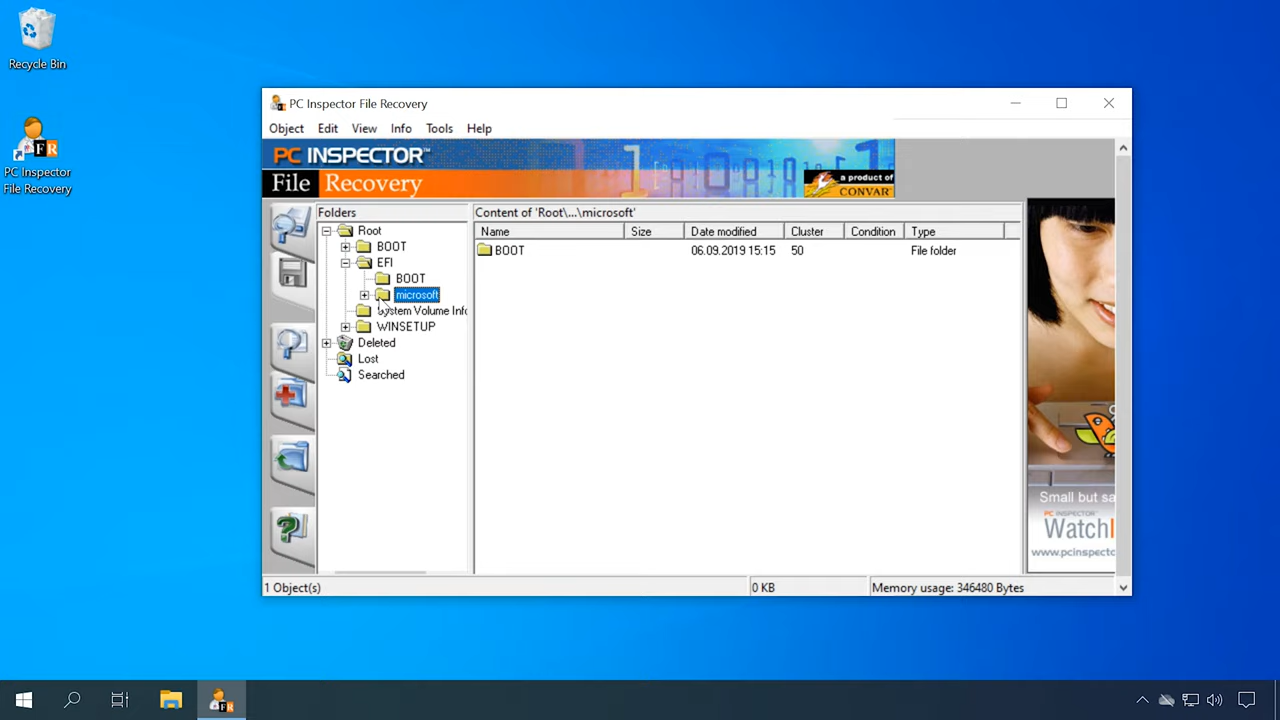 Recycle Bin
PC Inspector
File Recovery
PC Inspector File Recovery
Object Edit View Info Tools Help
PC INSPECTOR™
File Recovery
a product of
CONVAR
Folders
Root
BOOT
EFI
BOOT
microsoft
System Volume Info
WINSETUP
Deleted
Lost
Searched
Content of 'Root\...\microsoft'
Name Size Date modified Cluster Condition Type
BOOT 06.09.2019 15:15 50 File folder
Small but sa
PC INSPECTOR™
WatchI
www.pcinspecto
1 Object(s) 0 KB Memory usage: 346480 Bytes